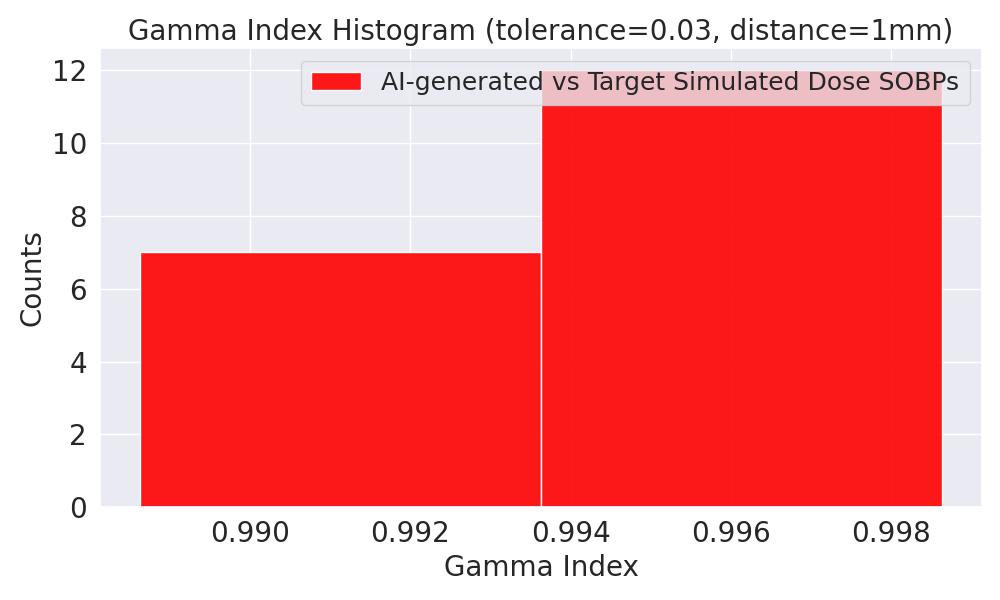 Gamma Index Histogram (tolerance=0.03, distance=1mm)
AI-generated vs Target Simulated Dose SOBPs
Counts
12
10
8
6
4
2
0
0.990 0.992 0.994 0.996 0.998
Gamma Index